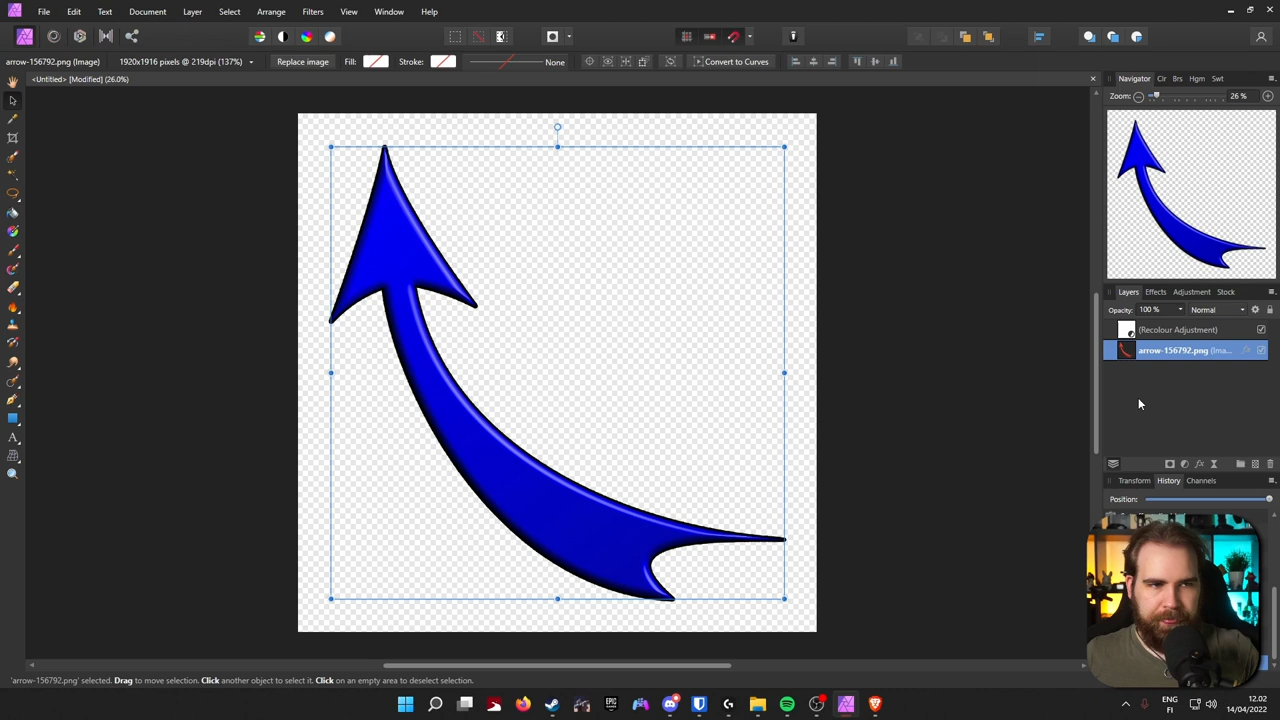 File Edit Text Document Layer Select Arrange Filters View Window Help
arrow-156792.png (Image) 1920x1916 pixels @ 219dpi (137%) Replace image Fill: Stroke: None Convert to Curves
<Untitled> [Modified] (26.0%)
Navigator Clr Brs Hgm Swt
Zoom: 26 %
Layers Effects Adjustment Stock
Opacity: 100 % Normal
(Recolour Adjustment)
arrow-156792.png (Ima...
Transform History Channels
Position:
'arrow-156792.png' selected. Drag to move selection. Click another object to select it. Click on an empty area to deselect selection.
EPIC GAMES
ENG 12.02
FI 14/04/2022